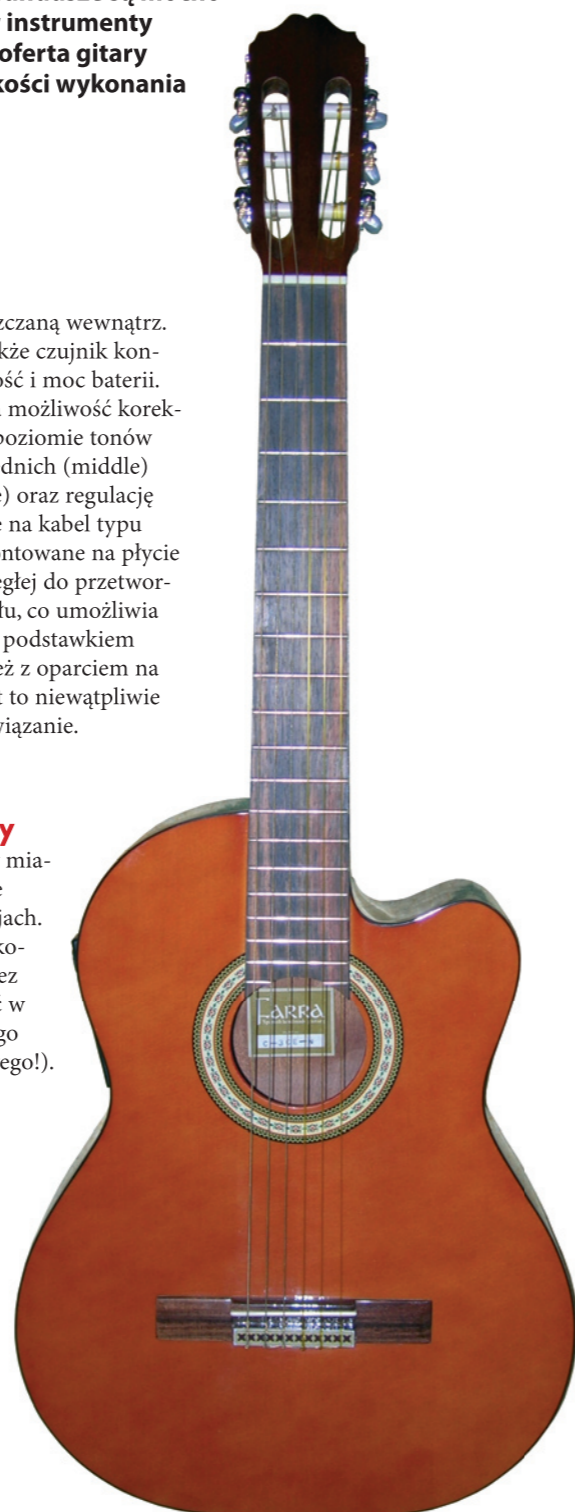 instrumenty
oferta gitary
kości wykonania
zczaną wewnątrz.
kże czujnik kon-
ość i moc baterii.
możliwość korek-
poziomie tonów
ednich (middle)
e) oraz regulację
e na kabel typu
ontowane na płycie
egłej do przetwor-
łu, co umożliwia
podstawkiem
eż z oparciem na
t to niewątpliwie
wiązanie.
y
mia-
e
jach.
ko-
ez
ć w
go
ego!).
FARRA